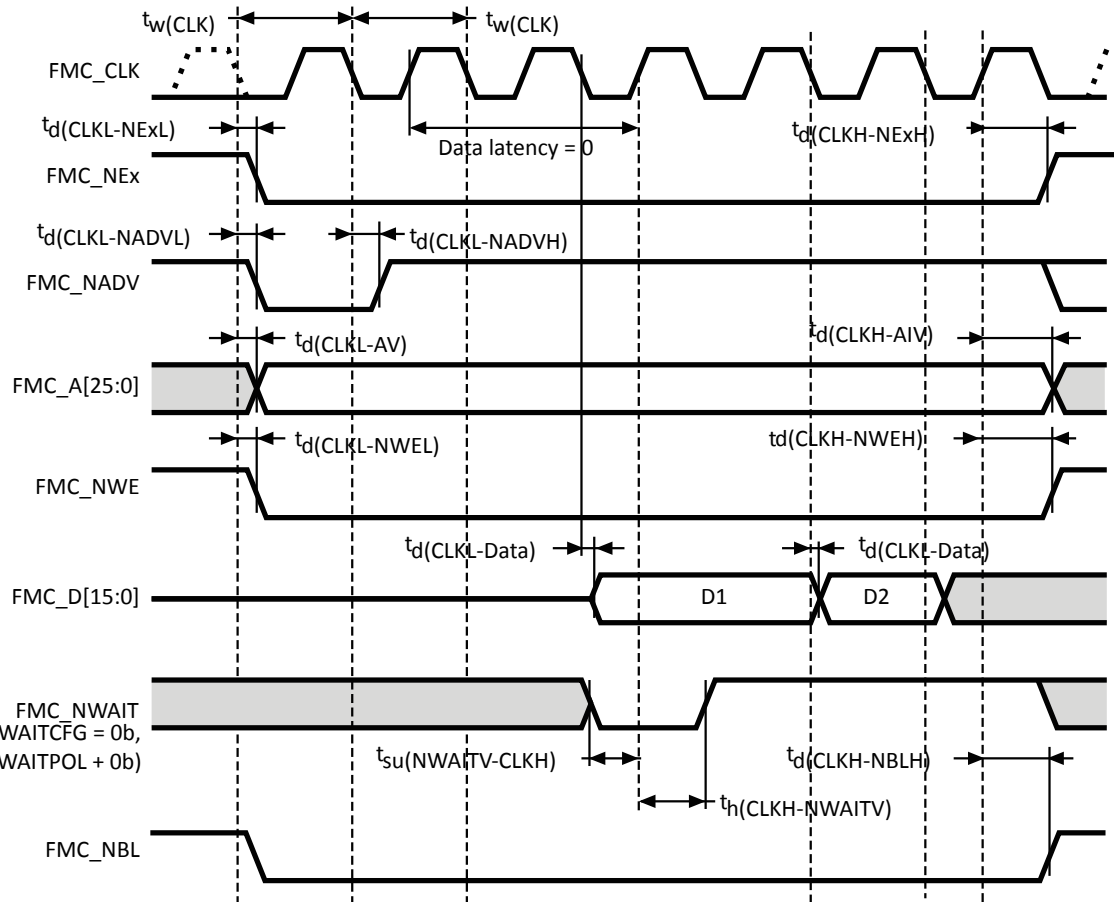 tw(CLK) tw(CLK)
FMC_CLK
td(CLKL-NExL) td(CLKH-NExH)
Data latency = 0
FMC_NEx
td(CLKL-NADVL) td(CLKL-NADVH)
FMC_NADV
td(CLKL-AV) td(CLKH-AIV)
FMC_A[25:0]
td(CLKL-NWEL) td(CLKH-NWEH)
FMC_NWE
td(CLKL-Data) td(CLKL-Data)
FMC_D[15:0] D1 D2
FMC_NWAIT
WAITCFG = 0b,
WAITPOL + 0b)
tsu(NWAITV-CLKH) td(CLKH-NBLH)
th(CLKH-NWAITV)
FMC_NBL